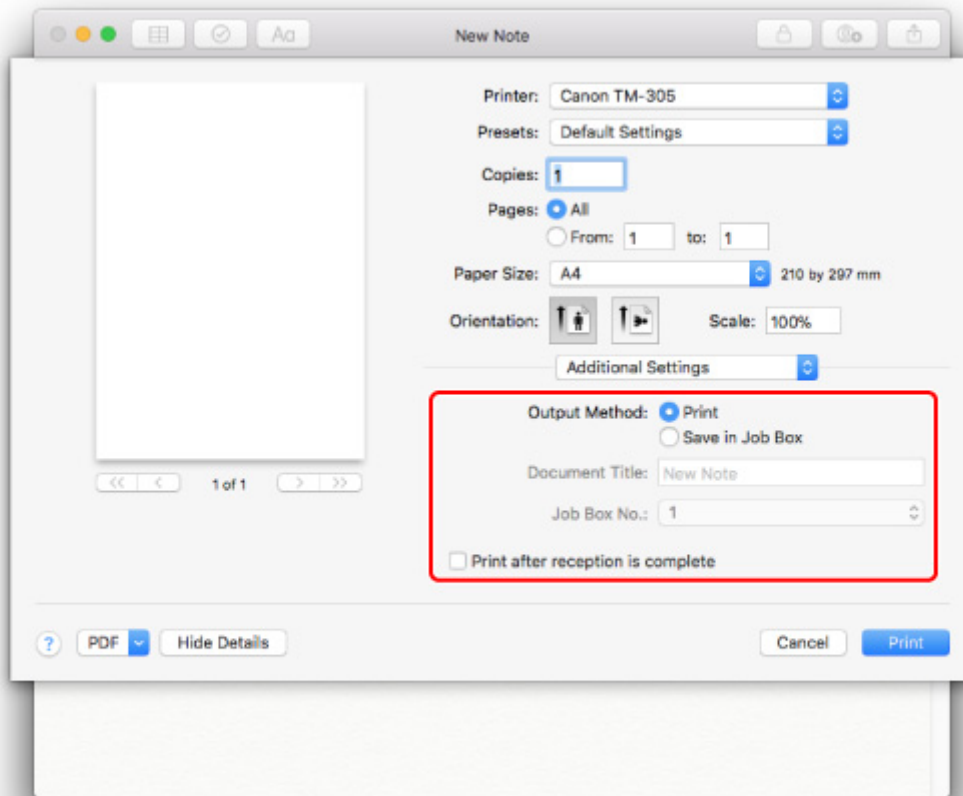 Aa New Note
Printer: Canon TM-305
Presets: Default Settings
Copies: 1
Pages: All
From: 1 to: 1
Paper Size: A4 210 by 297 mm
Orientation: Scale: 100%
Additional Settings
Output Method: Print
Save in Job Box
Document Title: New Note
Job Box No.: 1
Print after reception is complete
<< < 1 of 1 > >>
? PDF Hide Details Cancel Print